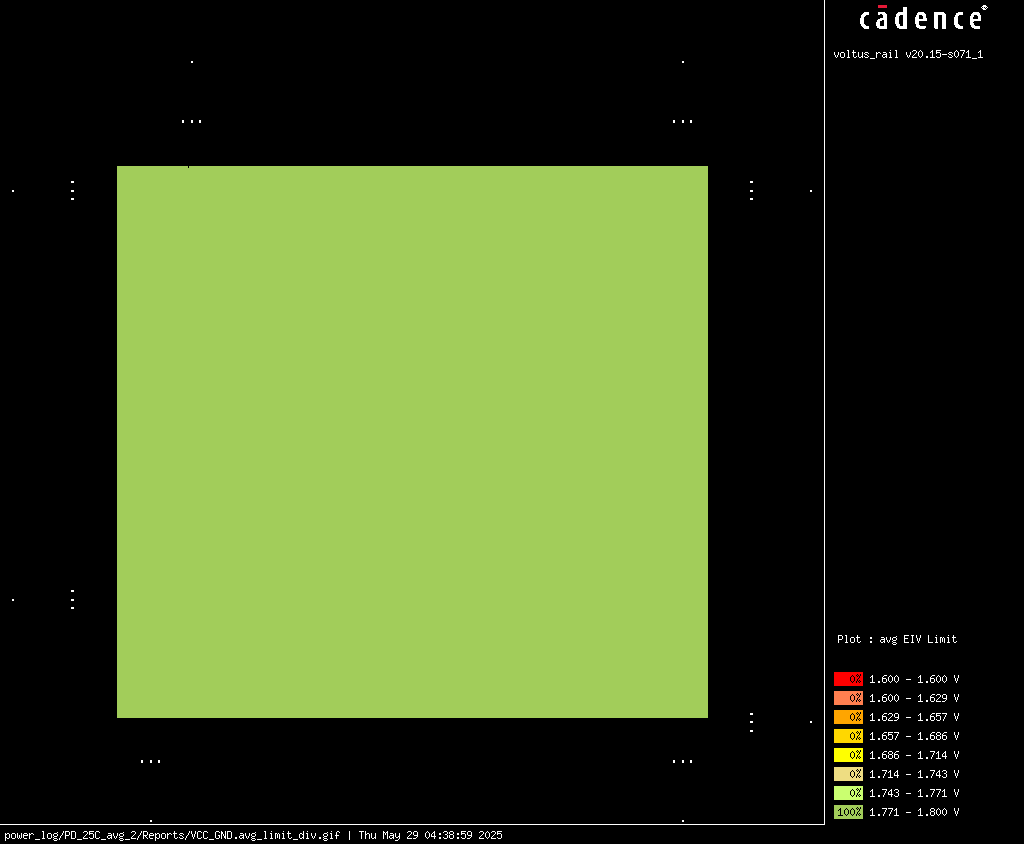 cādence®
voltus_rail v20.15-s071_1
Plot : avg EIV Limit
0% 1.600 - 1.600 V
0% 1.600 - 1.629 V
0% 1.629 - 1.657 V
0% 1.657 - 1.686 V
0% 1.686 - 1.714 V
0% 1.714 - 1.743 V
0% 1.743 - 1.771 V
100% 1.771 - 1.800 V
power_log/PD_25C_avg_2/Reports/VCC_GND.avg_limit_div.gif | Thu May 29 04:38:59 2025